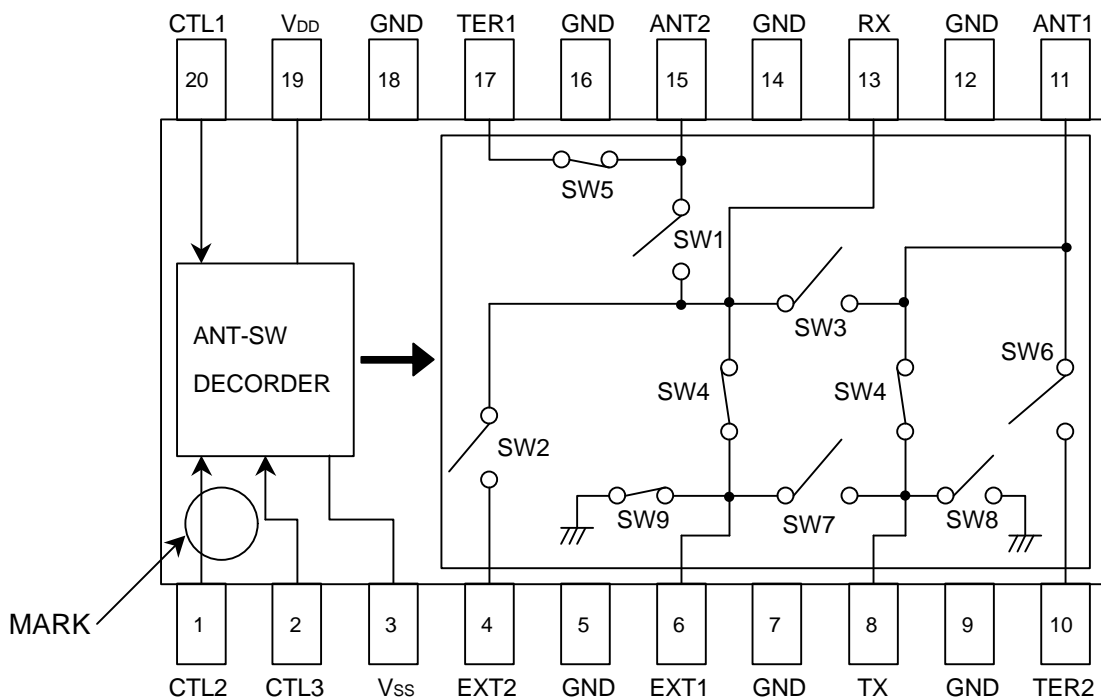 CTL1 VDD GND TER1 GND ANT2 GND RX GND ANT1
20 19 18 17 16 15 14 13 12 11
SW5
SW1
SW3
ANT-SW
DECORDER
SW6
SW4 SW4
SW2
SW9 SW7 SW8
MARK
1 2 3 4 5 6 7 8 9 10
CTL2 CTL3 VSS EXT2 GND EXT1 GND TX GND TER2